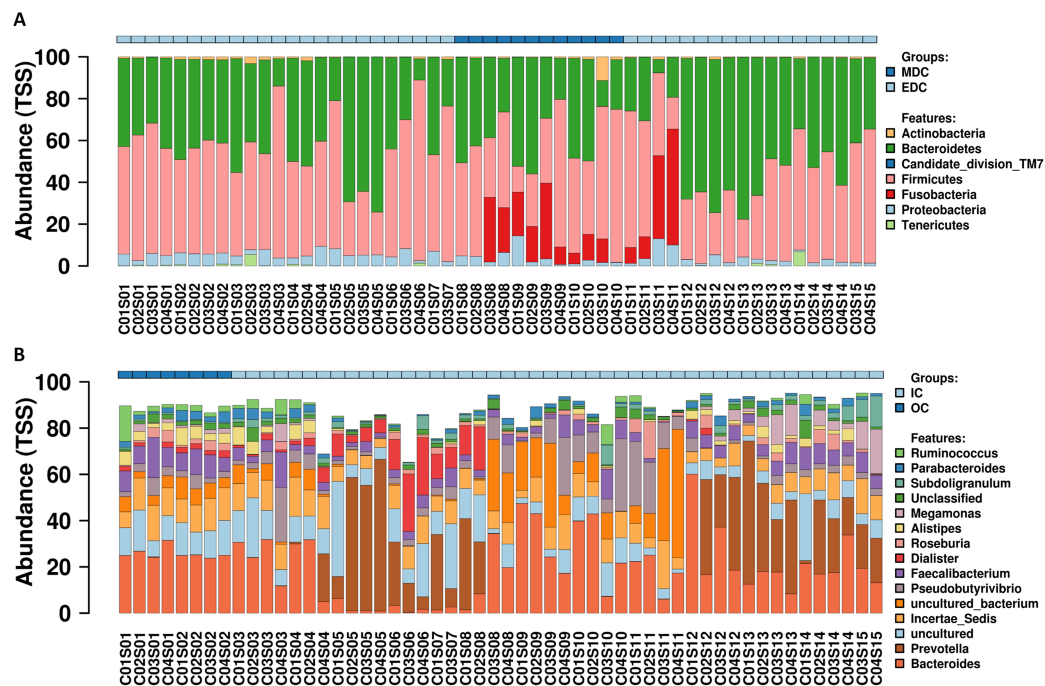 A
Abundance (TSS)
100
80
60
40
20
0
C01S01 C02S01 C03S01 C04S01 C01S02 C02S02 C03S02 C04S02 C01S03 C02S03 C03S03 C04S03 C01S04 C02S04 C04S04 C01S05 C02S05 C03S05 C04S05 C01S06 C03S06 C04S06 C01S07 C03S07 C01S08 C02S08 C03S08 C04S08 C01S09 C02S09 C03S09 C04S09 C01S10 C02S10 C03S10 C04S10 C01S11 C02S11 C03S11 C04S11 C01S12 C02S12 C03S12 C04S12 C01S13 C02S13 C03S13 C04S13 C01S14 C02S14 C03S14 C04S14 C03S15 C04S15
Groups:
MDC
EDC
Features:
Actinobacteria
Bacteroidetes
Candidate_division_TM7
Firmicutes
Fusobacteria
Proteobacteria
Tenericutes
B
Abundance (TSS)
100
80
60
40
20
0
C01S01 C02S01 C03S01 C04S01 C01S02 C02S02 C03S02 C04S02 C01S03 C02S03 C03S03 C04S03 C01S04 C02S04 C04S04 C01S05 C02S05 C03S05 C04S05 C01S06 C03S06 C04S06 C01S07 C03S07 C01S08 C02S08 C03S08 C04S08 C01S09 C02S09 C03S09 C04S09 C01S10 C02S10 C03S10 C04S10 C01S11 C02S11 C03S11 C04S11 C01S12 C02S12 C03S12 C04S12 C01S13 C02S13 C03S13 C04S13 C01S14 C02S14 C03S14 C04S14 C03S15 C04S15
Groups:
IC
OC
Features:
Ruminococcus
Parabacteroides
Subdoligranulum
Unclassified
Megamonas
Alistipes
Roseburia
Dialister
Faecalibacterium
Pseudobutyrivibrio
uncultured_bacterium
Incertae_Sedis
uncultured
Prevotella
Bacteroides